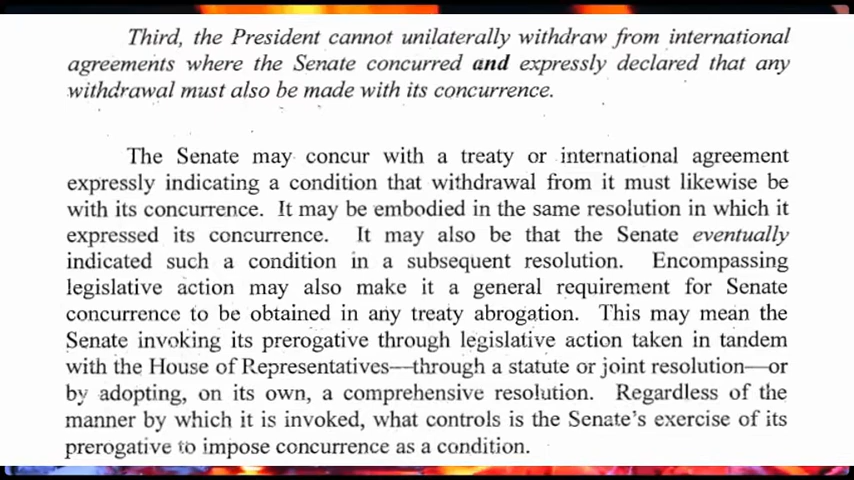 Third, the President cannot unilaterally withdraw from international
agreements where the Senate concurred and expressly declared that any
withdrawal must also be made with its concurrence.
The Senate may concur with a treaty or international agreement
expressly indicating a condition that withdrawal from it must likewise be
with its concurrence. It may be embodied in the same resolution in which it
expressed its concurrence. It may also be that the Senate eventually
indicated such a condition in a subsequent resolution. Encompassing
legislative action may also make it a general requirement for Senate
concurrence to be obtained in any treaty abrogation. This may mean the
Senate invoking its prerogative through legislative action taken in tandem
with the House of Representatives—through a statute or joint resolution—or
by adopting, on its own, a comprehensive resolution. Regardless of the
manner by which it is invoked, what controls is the Senate's exercise of its
prerogative to impose concurrence as a condition.